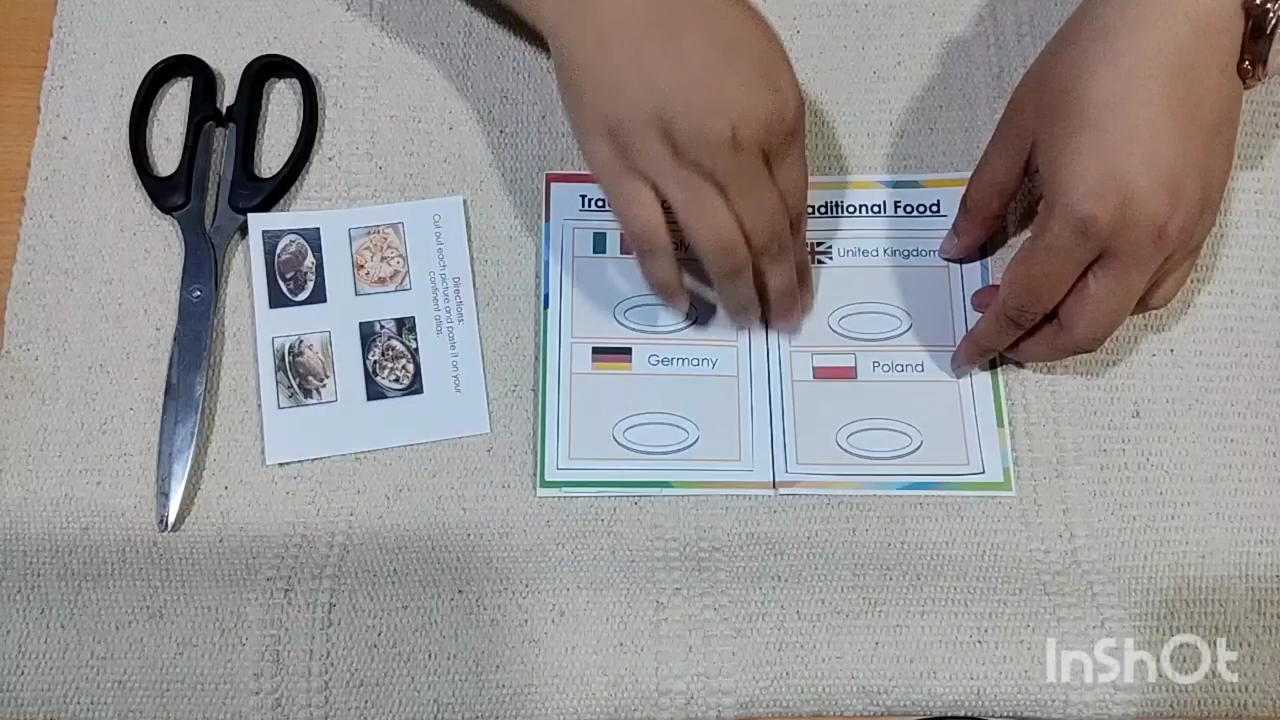 Directions:
Cut out each picture and paste it on your
continent atlas.
aditional Food
United Kingdom
Germany
Poland
InShOt